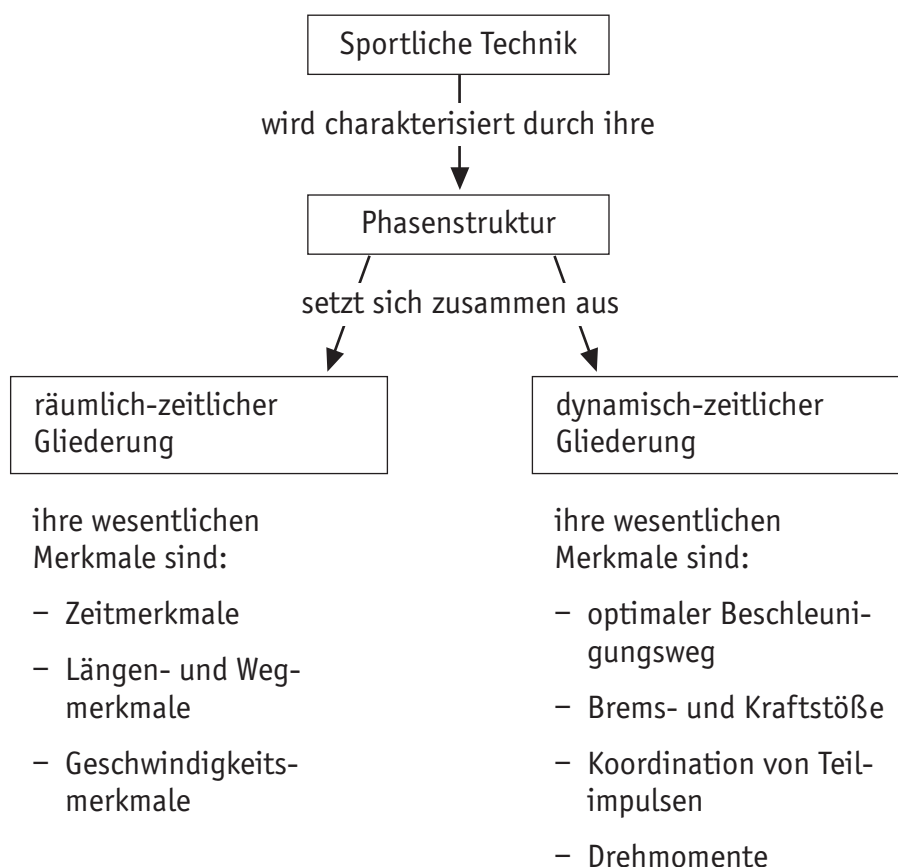 Sportliche Technik
wird charakterisiert durch ihre
Phasenstruktur
setzt sich zusammen aus
räumlich-zeitlicher
Gliederung
ihre wesentlichen
Merkmale sind:
– Zeitmerkmale
– Längen- und Weg-
merkmale
– Geschwindigkeits-
merkmale
dynamisch-zeitlicher
Gliederung
ihre wesentlichen
Merkmale sind:
– optimaler Beschleuni-
gungsweg
– Brems- und Kraftstöße
– Koordination von Teil-
impulsen
– Drehmomente